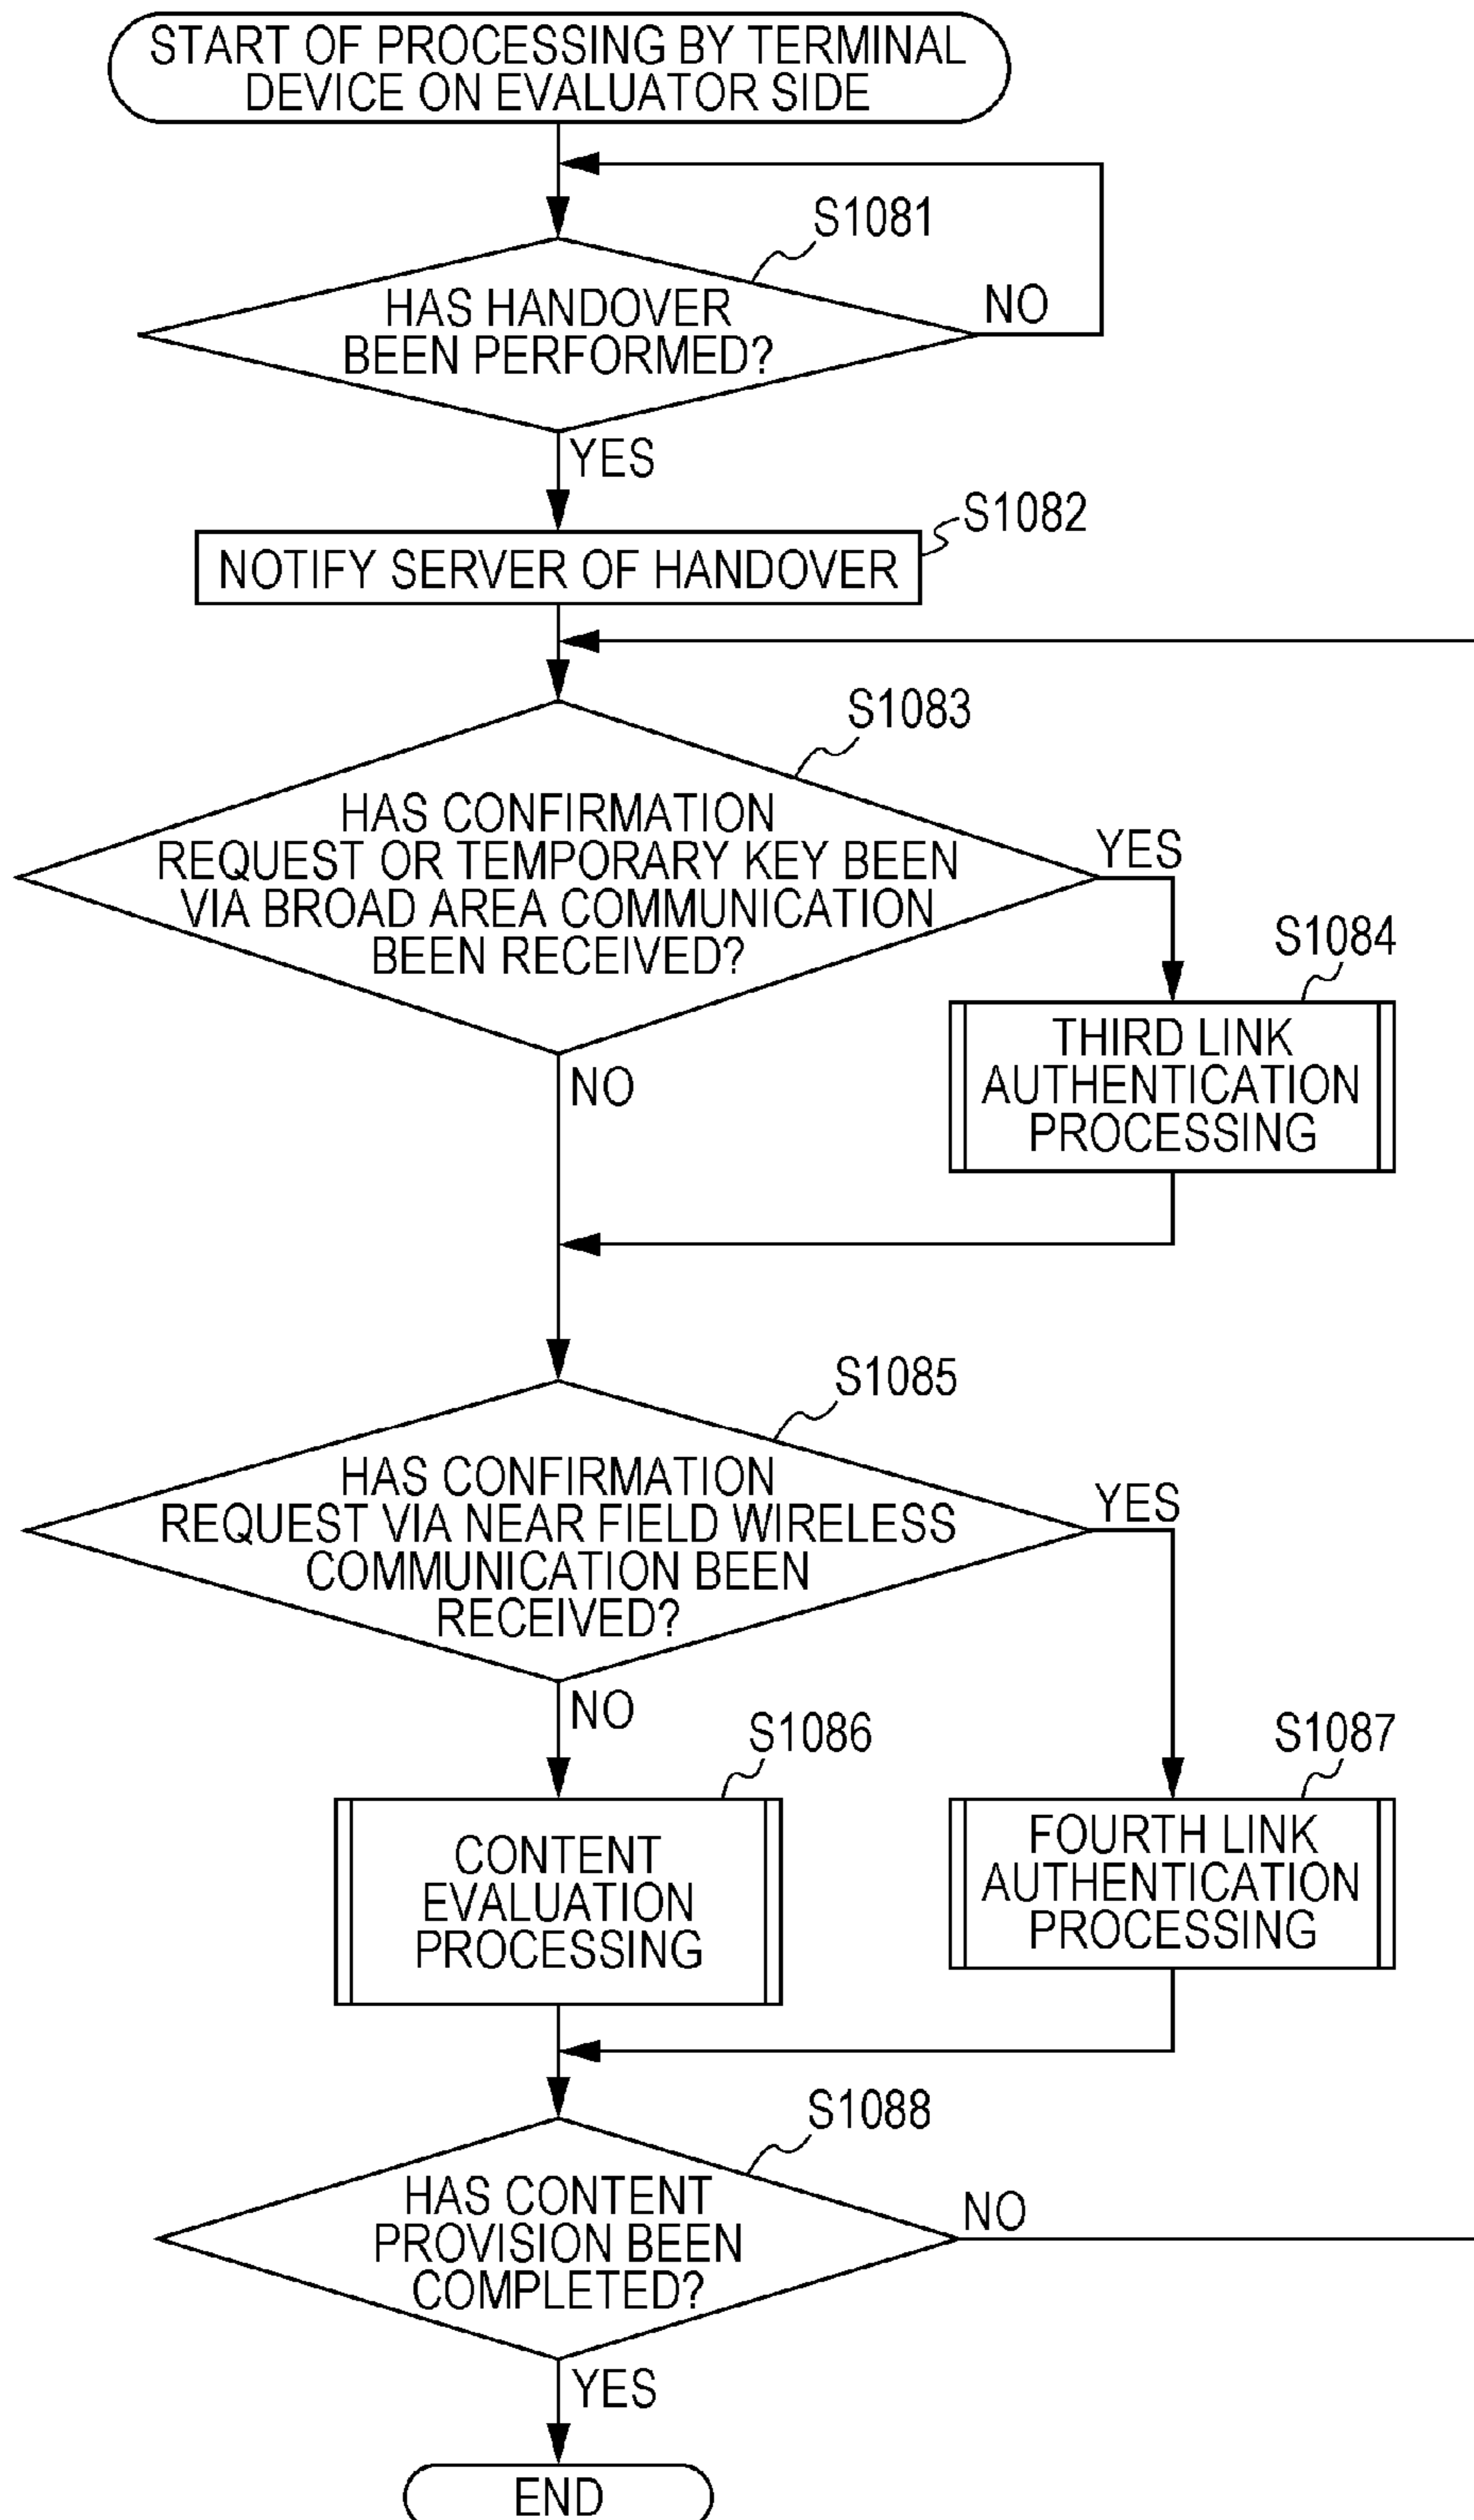 START OF PROCESSING BY TERMINAL
DEVICE ON EVALUATOR SIDE
S1081
HAS HANDOVER
BEEN PERFORMED?
NO
YES
S1082
NOTIFY SERVER OF HANDOVER
S1083
HAS CONFIRMATION
REQUEST OR TEMPORARY KEY BEEN
VIA BROAD AREA COMMUNICATION
BEEN RECEIVED?
YES
S1084
THIRD LINK
AUTHENTICATION
PROCESSING
NO
S1085
HAS CONFIRMATION
REQUEST VIA NEAR FIELD WIRELESS
COMMUNICATION BEEN
RECEIVED?
YES
NO
S1086
CONTENT
EVALUATION
PROCESSING
S1087
FOURTH LINK
AUTHENTICATION
PROCESSING
S1088
HAS CONTENT
PROVISION BEEN
COMPLETED?
NO
YES
END